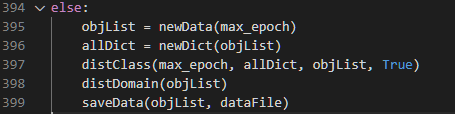 394 else:
395 objList = newData(max_epoch)
396 allDict = newDict(objList)
397 distClass(max_epoch, allDict, objList, True)
398 distDomain(objList)
399 saveData(objList, dataFile)